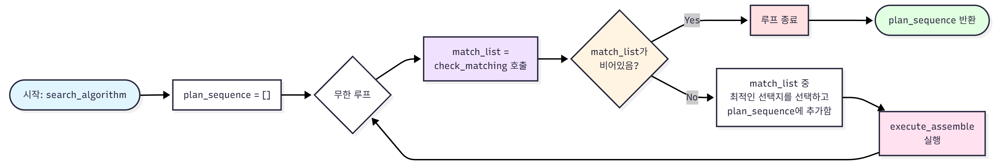 시작: search_algorithm
plan_sequence = []
무한 루프
match_list =
check_matching 호출
match_list가
비어있음?
Yes
루프 종료
plan_sequence 반환
No
match_list 중
최적인 선택지를 선택하고
plan_sequence에 추가함
execute_assemble
실행